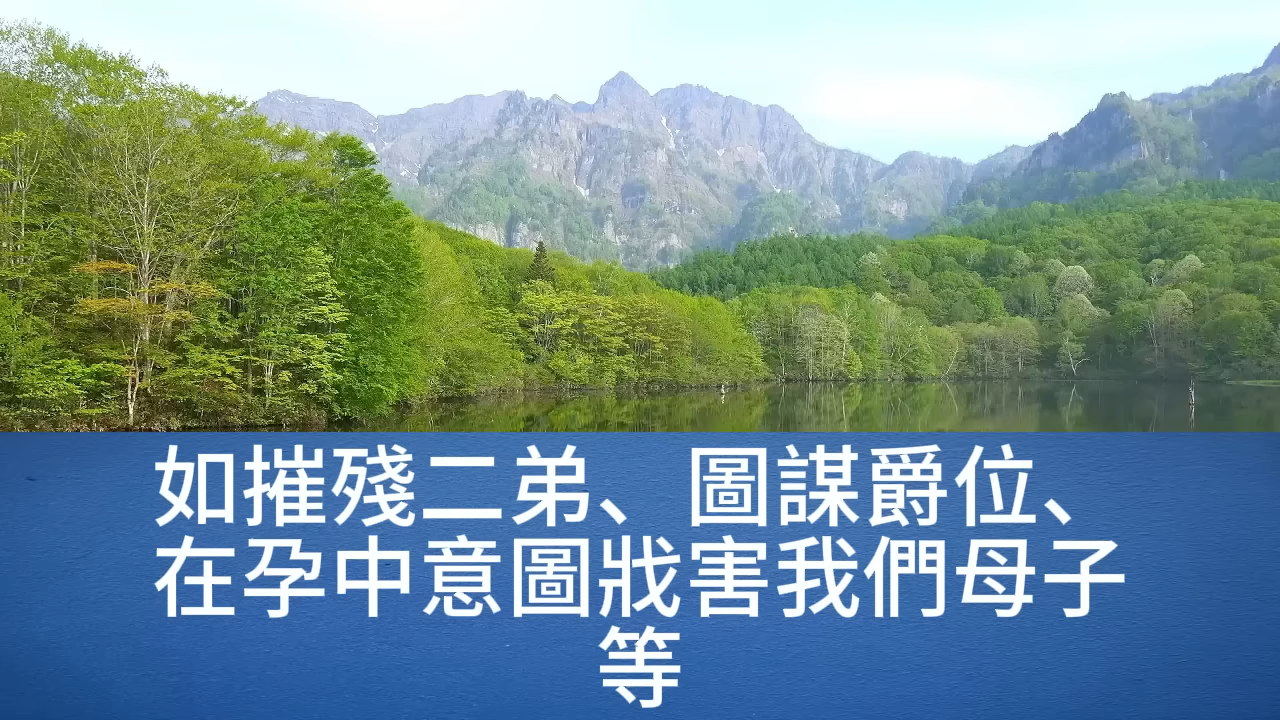 如摧殘二弟、圖謀爵位、
在孕中意圖戕害我們母子
等